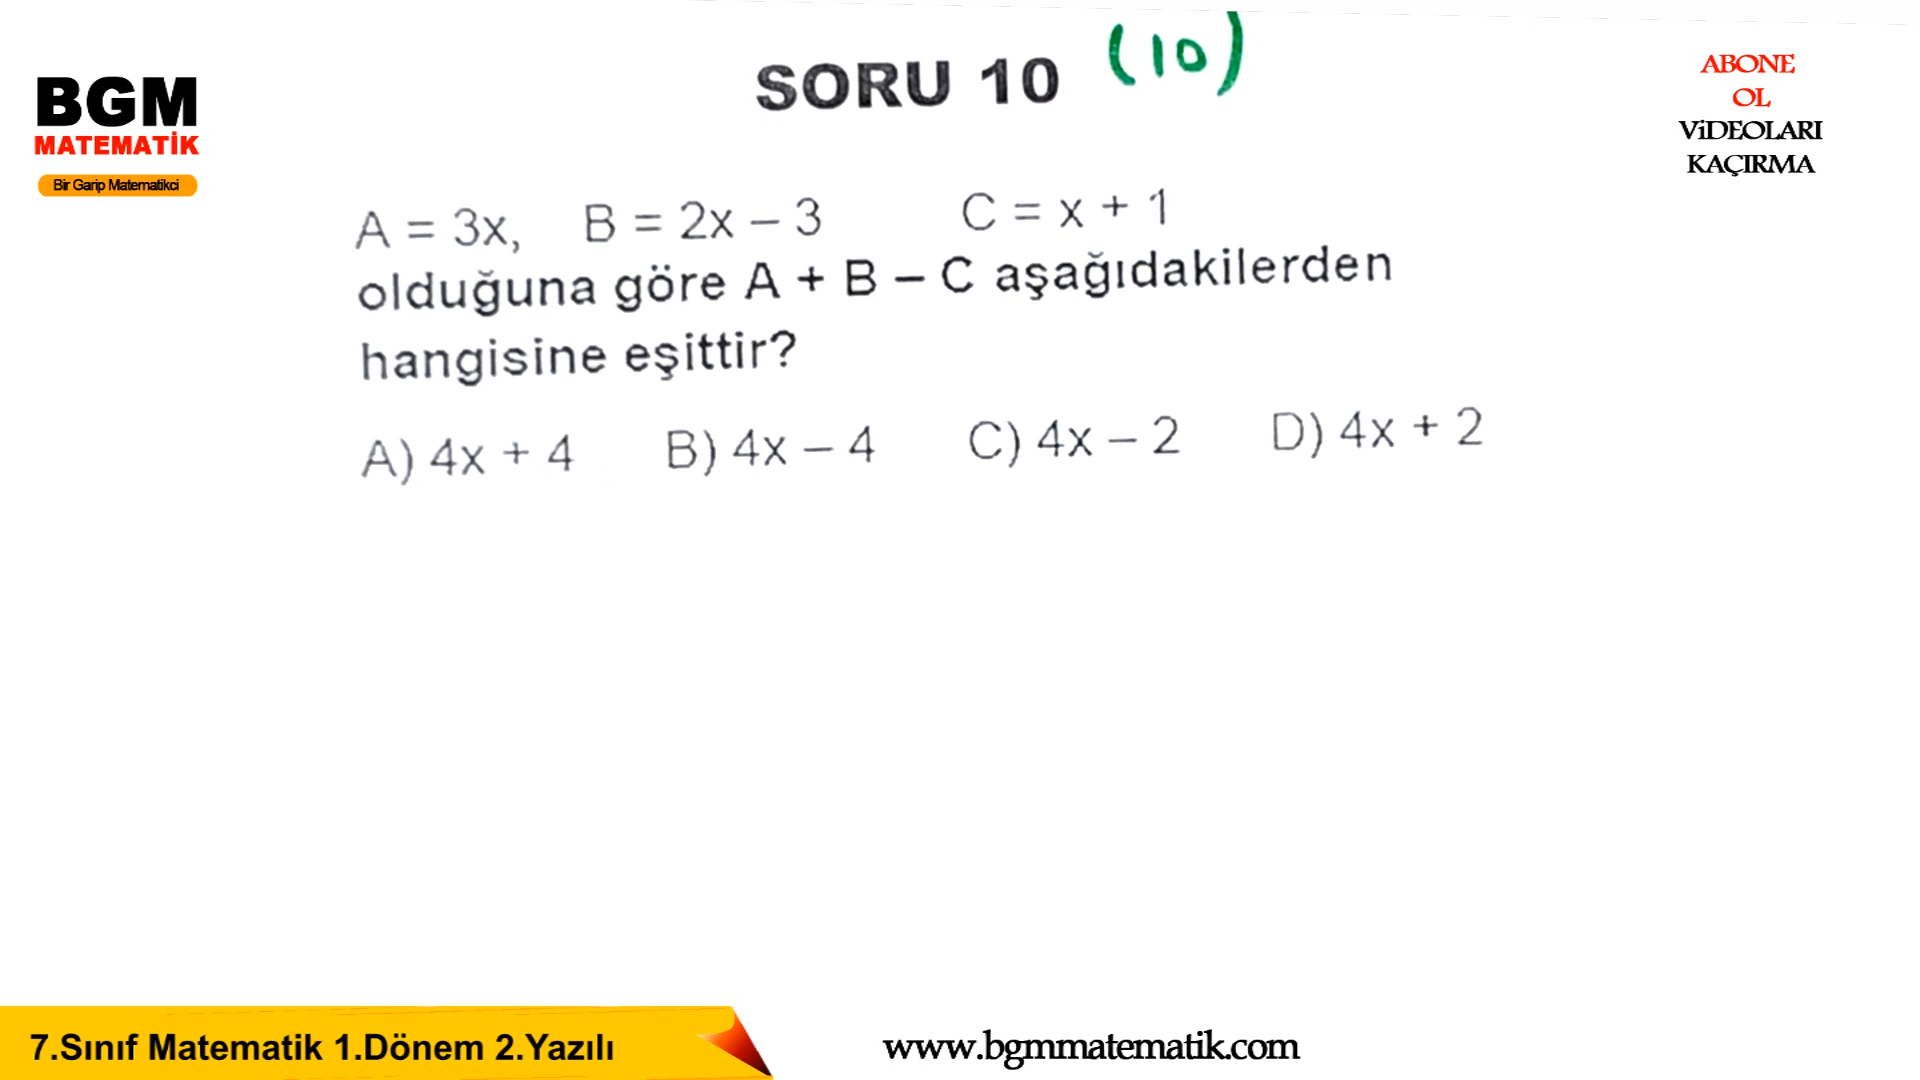 SORU 10 (10)
BGM
MATEMATİK
Bir Garip Matematikci
ABONE
OL
ViDEOLARI
KAÇIRMA
A = 3x, B = 2x – 3 C = x + 1
olduğuna göre A + B – C aşağıdakilerden
hangisine eşittir?
A) 4x + 4 B) 4x – 4 C) 4x – 2 D) 4x + 2
7.Sınıf Matematik 1.Dönem 2.Yazılı
www.bgmmatematik.com